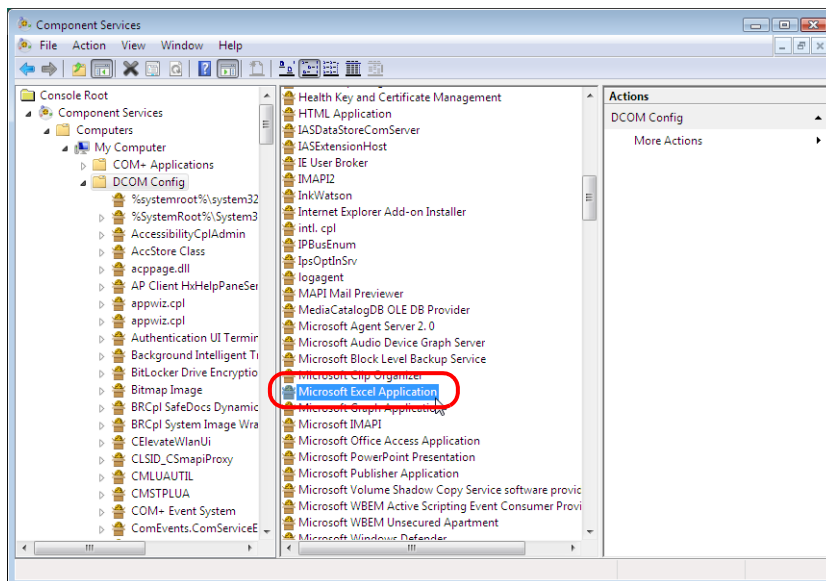 Component Services
File Action View Window Help
Console Root
Component Services
Computers
My Computer
COM+ Applications
DCOM Config
%systemroot%\system32
%SystemRoot%\System3
AccessibilityCplAdmin
AccStore Class
acppage.dll
AP Client HxHelpPaneSer
appwiz.cpl
appwiz.cpl
Authentication UI Termin
Background Intelligent Tr
BitLocker Drive Encryptio
Bitmap Image
BRCpl SafeDocs Dynamic
BRCpl System Image Wra
CElevateWlanUi
CLSID_CSmapiProxy
CMLUAUTIL
CMSTPLUA
COM+ Event System
ComEvents.ComServiceE
Health Key and Certificate Management
HTML Application
IASDataStoreComServer
IASExtensionHost
IE User Broker
IMAPI2
InkWatson
Internet Explorer Add-on Installer
intl. cpl
IPBusEnum
IpsOptInSrv
logagent
MAPI Mail Previewer
MediaCatalogDB OLE DB Provider
Microsoft Agent Server 2. 0
Microsoft Audio Device Graph Server
Microsoft Block Level Backup Service
Microsoft Clip Organizer
Microsoft Excel Application
Microsoft Graph Application
Microsoft IMAPI
Microsoft Office Access Application
Microsoft PowerPoint Presentation
Microsoft Publisher Application
Microsoft Volume Shadow Copy Service software provic
Microsoft WBEM Active Scripting Event Consumer Provi
Microsoft WBEM Unsecured Apartment
Microsoft Windows Defender
Actions
DCOM Config
More Actions